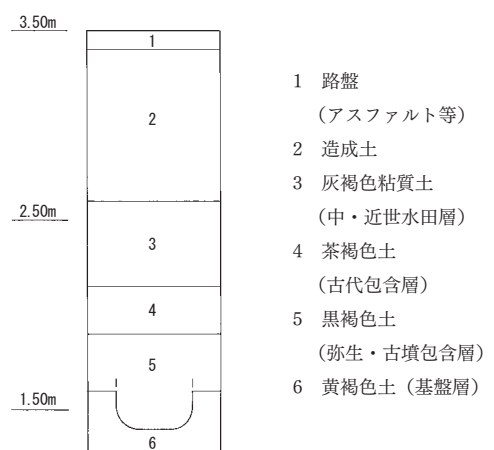 3.50m
2.50m
1.50m
1
2
3
4
5
6
1 路盤
(アスファルト等)
2 造成土
3 灰褐色粘質土
(中・近世水田層)
4 茶褐色土
(古代包含層)
5 黒褐色土
(弥生・古墳包含層)
6 黄褐色土(基盤層)